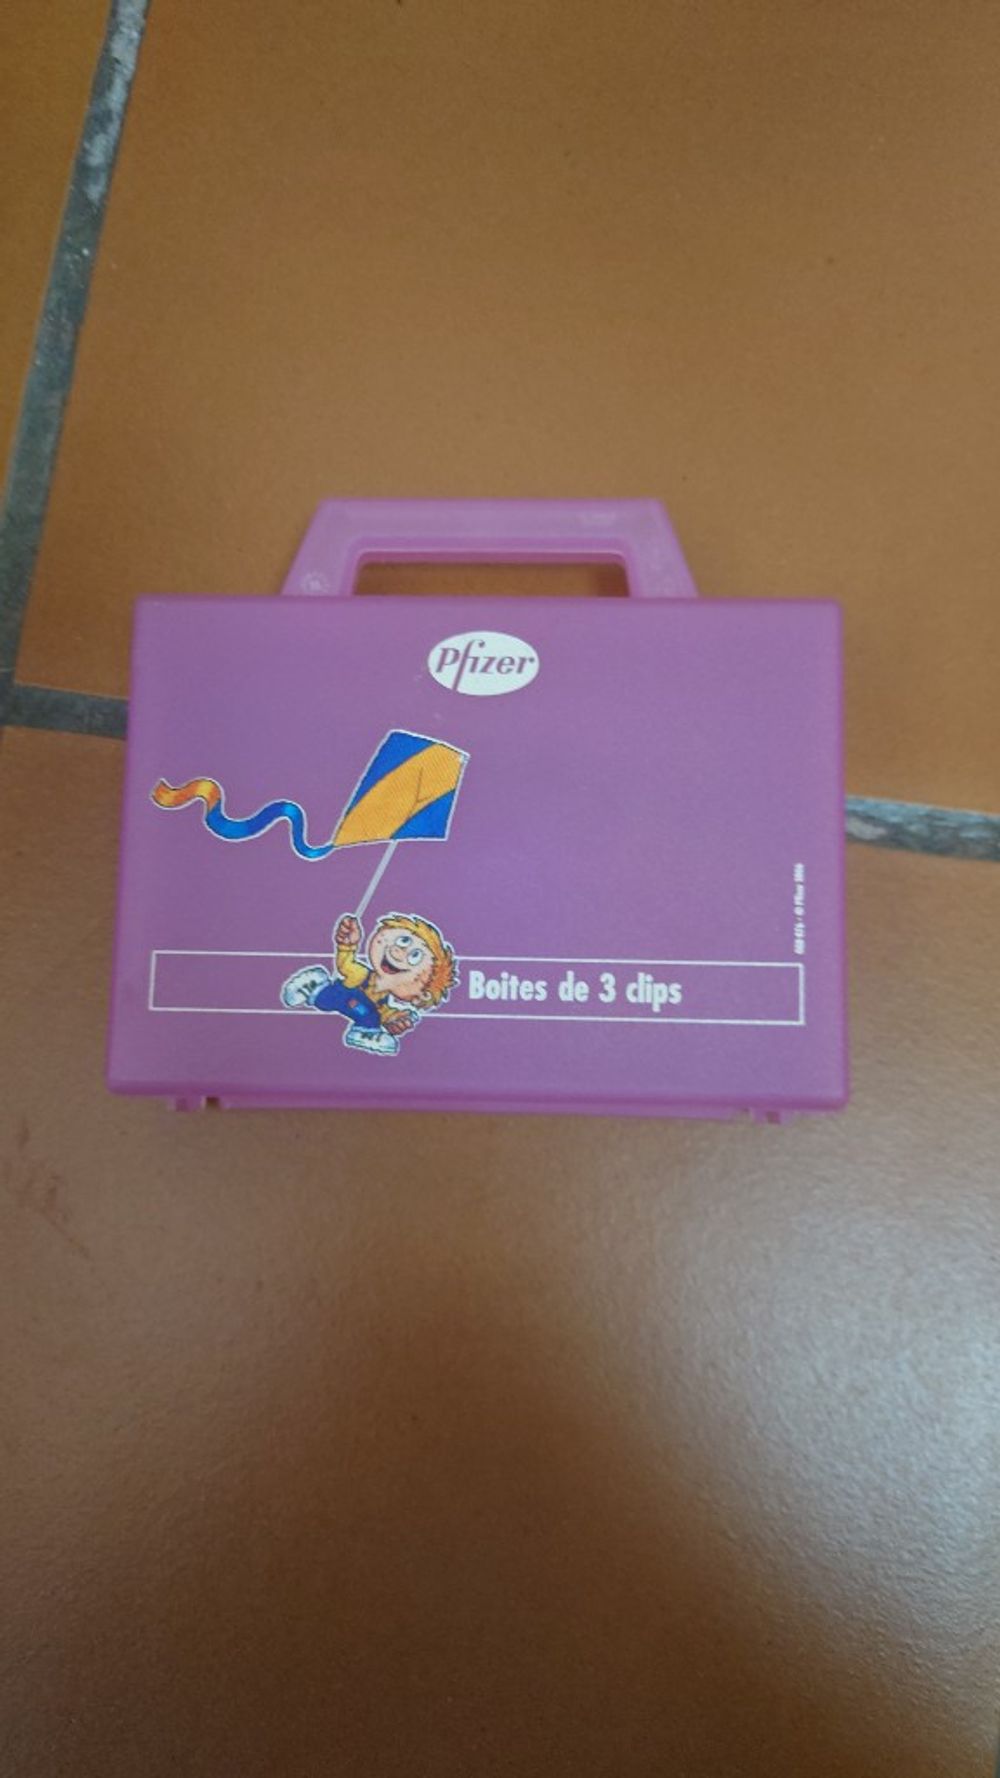 Pfizer
Boites de 3 clips